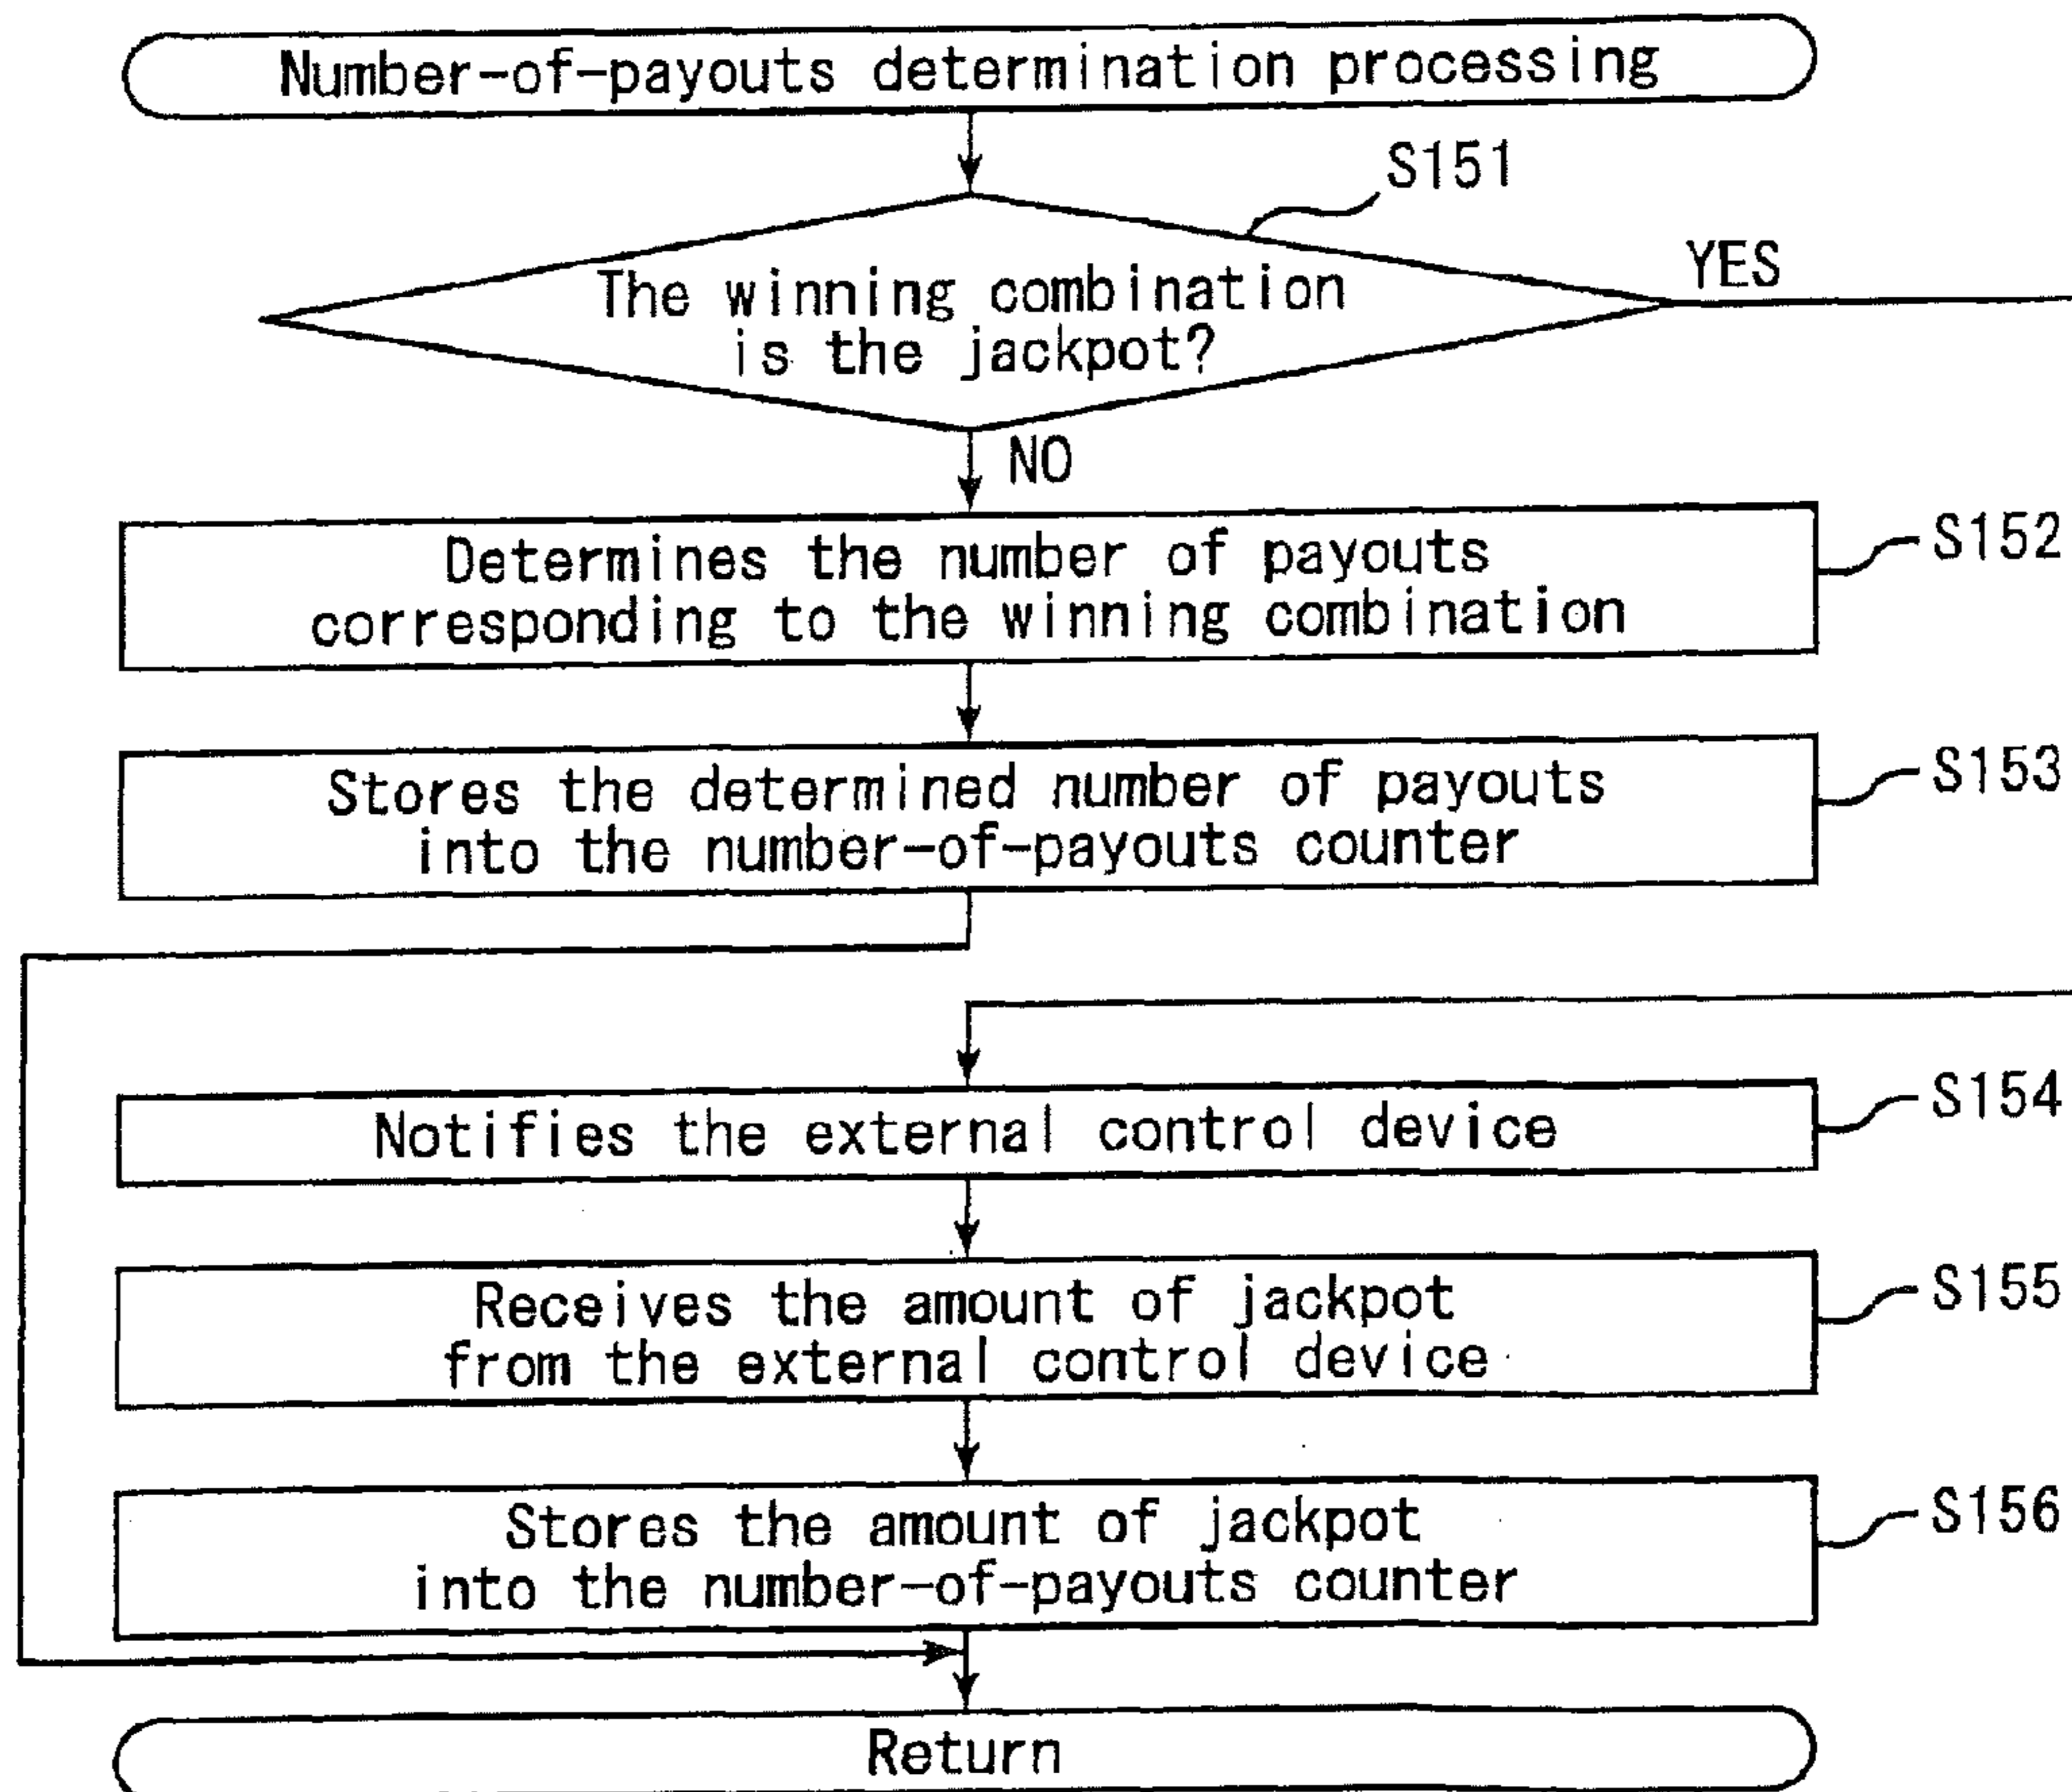 Number-of-payouts determination processing
S151
The winning combination
is the jackpot?
YES
NO
Determines the number of payouts
corresponding to the winning combination
S152
Stores the determined number of payouts
into the number-of-payouts counter
S153
Notifies the external control device
S154
Receives the amount of jackpot
from the external control device
S155
Stores the amount of jackpot
into the number-of-payouts counter
S156
Return